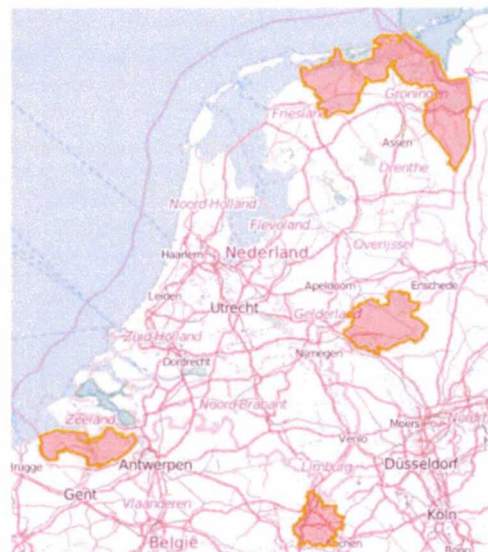 Groningen
Friesland
Assen
Drenthe
Noord-Holland
Flevoland
Overijssel
Haarlem
Nederland
Leiden
Apeldoorn
Enschede
Utrecht
Gelderland
Zuid-Holland
Dordrecht
Nijmegen
Noord-Brabant
Zeeland
Moers
Venlo
Brugge
Antwerpen
Limburg
Düsseldorf
Gent
Vlaanderen
Köln
België